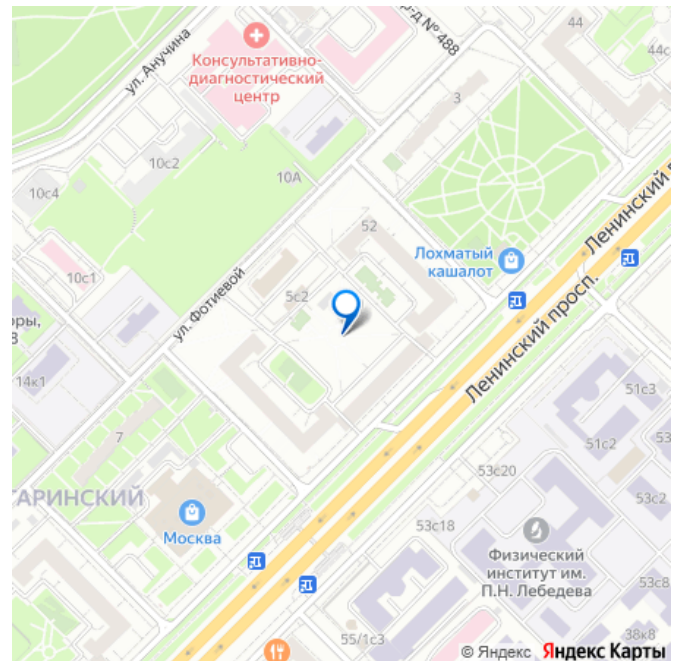 пр-д № 488
44
44с
ул. Анучина
Консультативно-
диагностический
центр
3
10с2
10А
10с4
52
Ленинский п
Лохматый
кашалот
10с1
5с2
ул. Фотиевой
Ленинский просп.
оры,
14к1
51с3
51с2
53
7
53с20
53с2
ГАРИНСКИЙ
Москва
53с18
Физический
институт им.
П.Н. Лебедева
53с8
38к8
55/1с3
© Яндекс Яндекс Карты